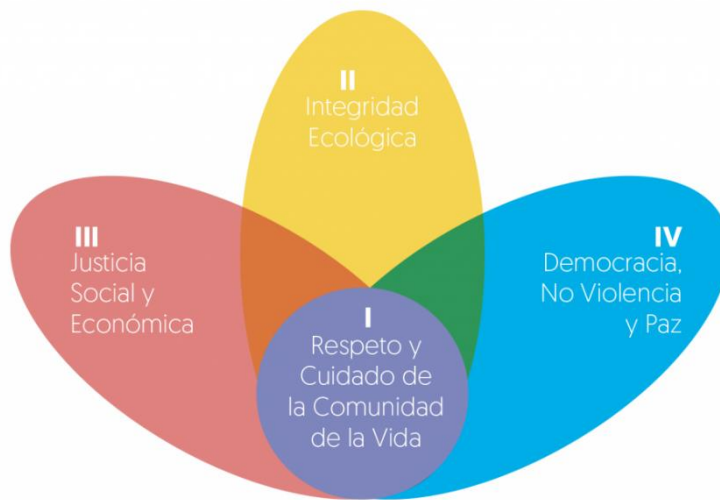 II
Integridad
Ecológica
III
Justicia
Social y
Económica
IV
Democracia,
No Violencia
y Paz
I
Respeto y
Cuidado de
la Comunidad
de la Vida